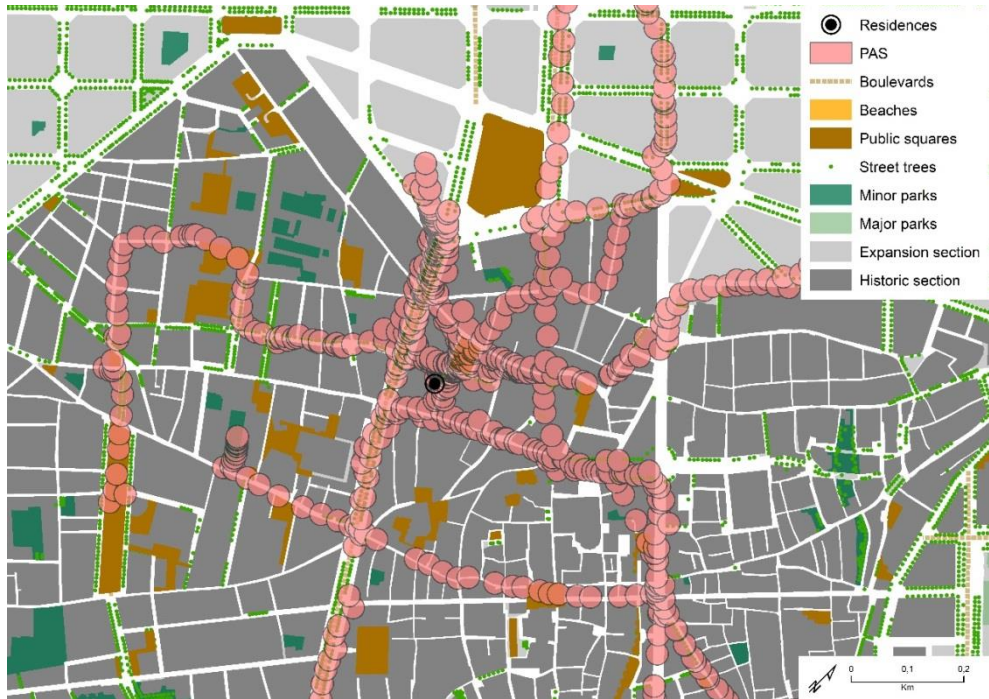 Residences
PAS
Boulevards
Beaches
Public squares
Street trees
Minor parks
Major parks
Expansion section
Historic section
N
0 0,1 0,2
Km